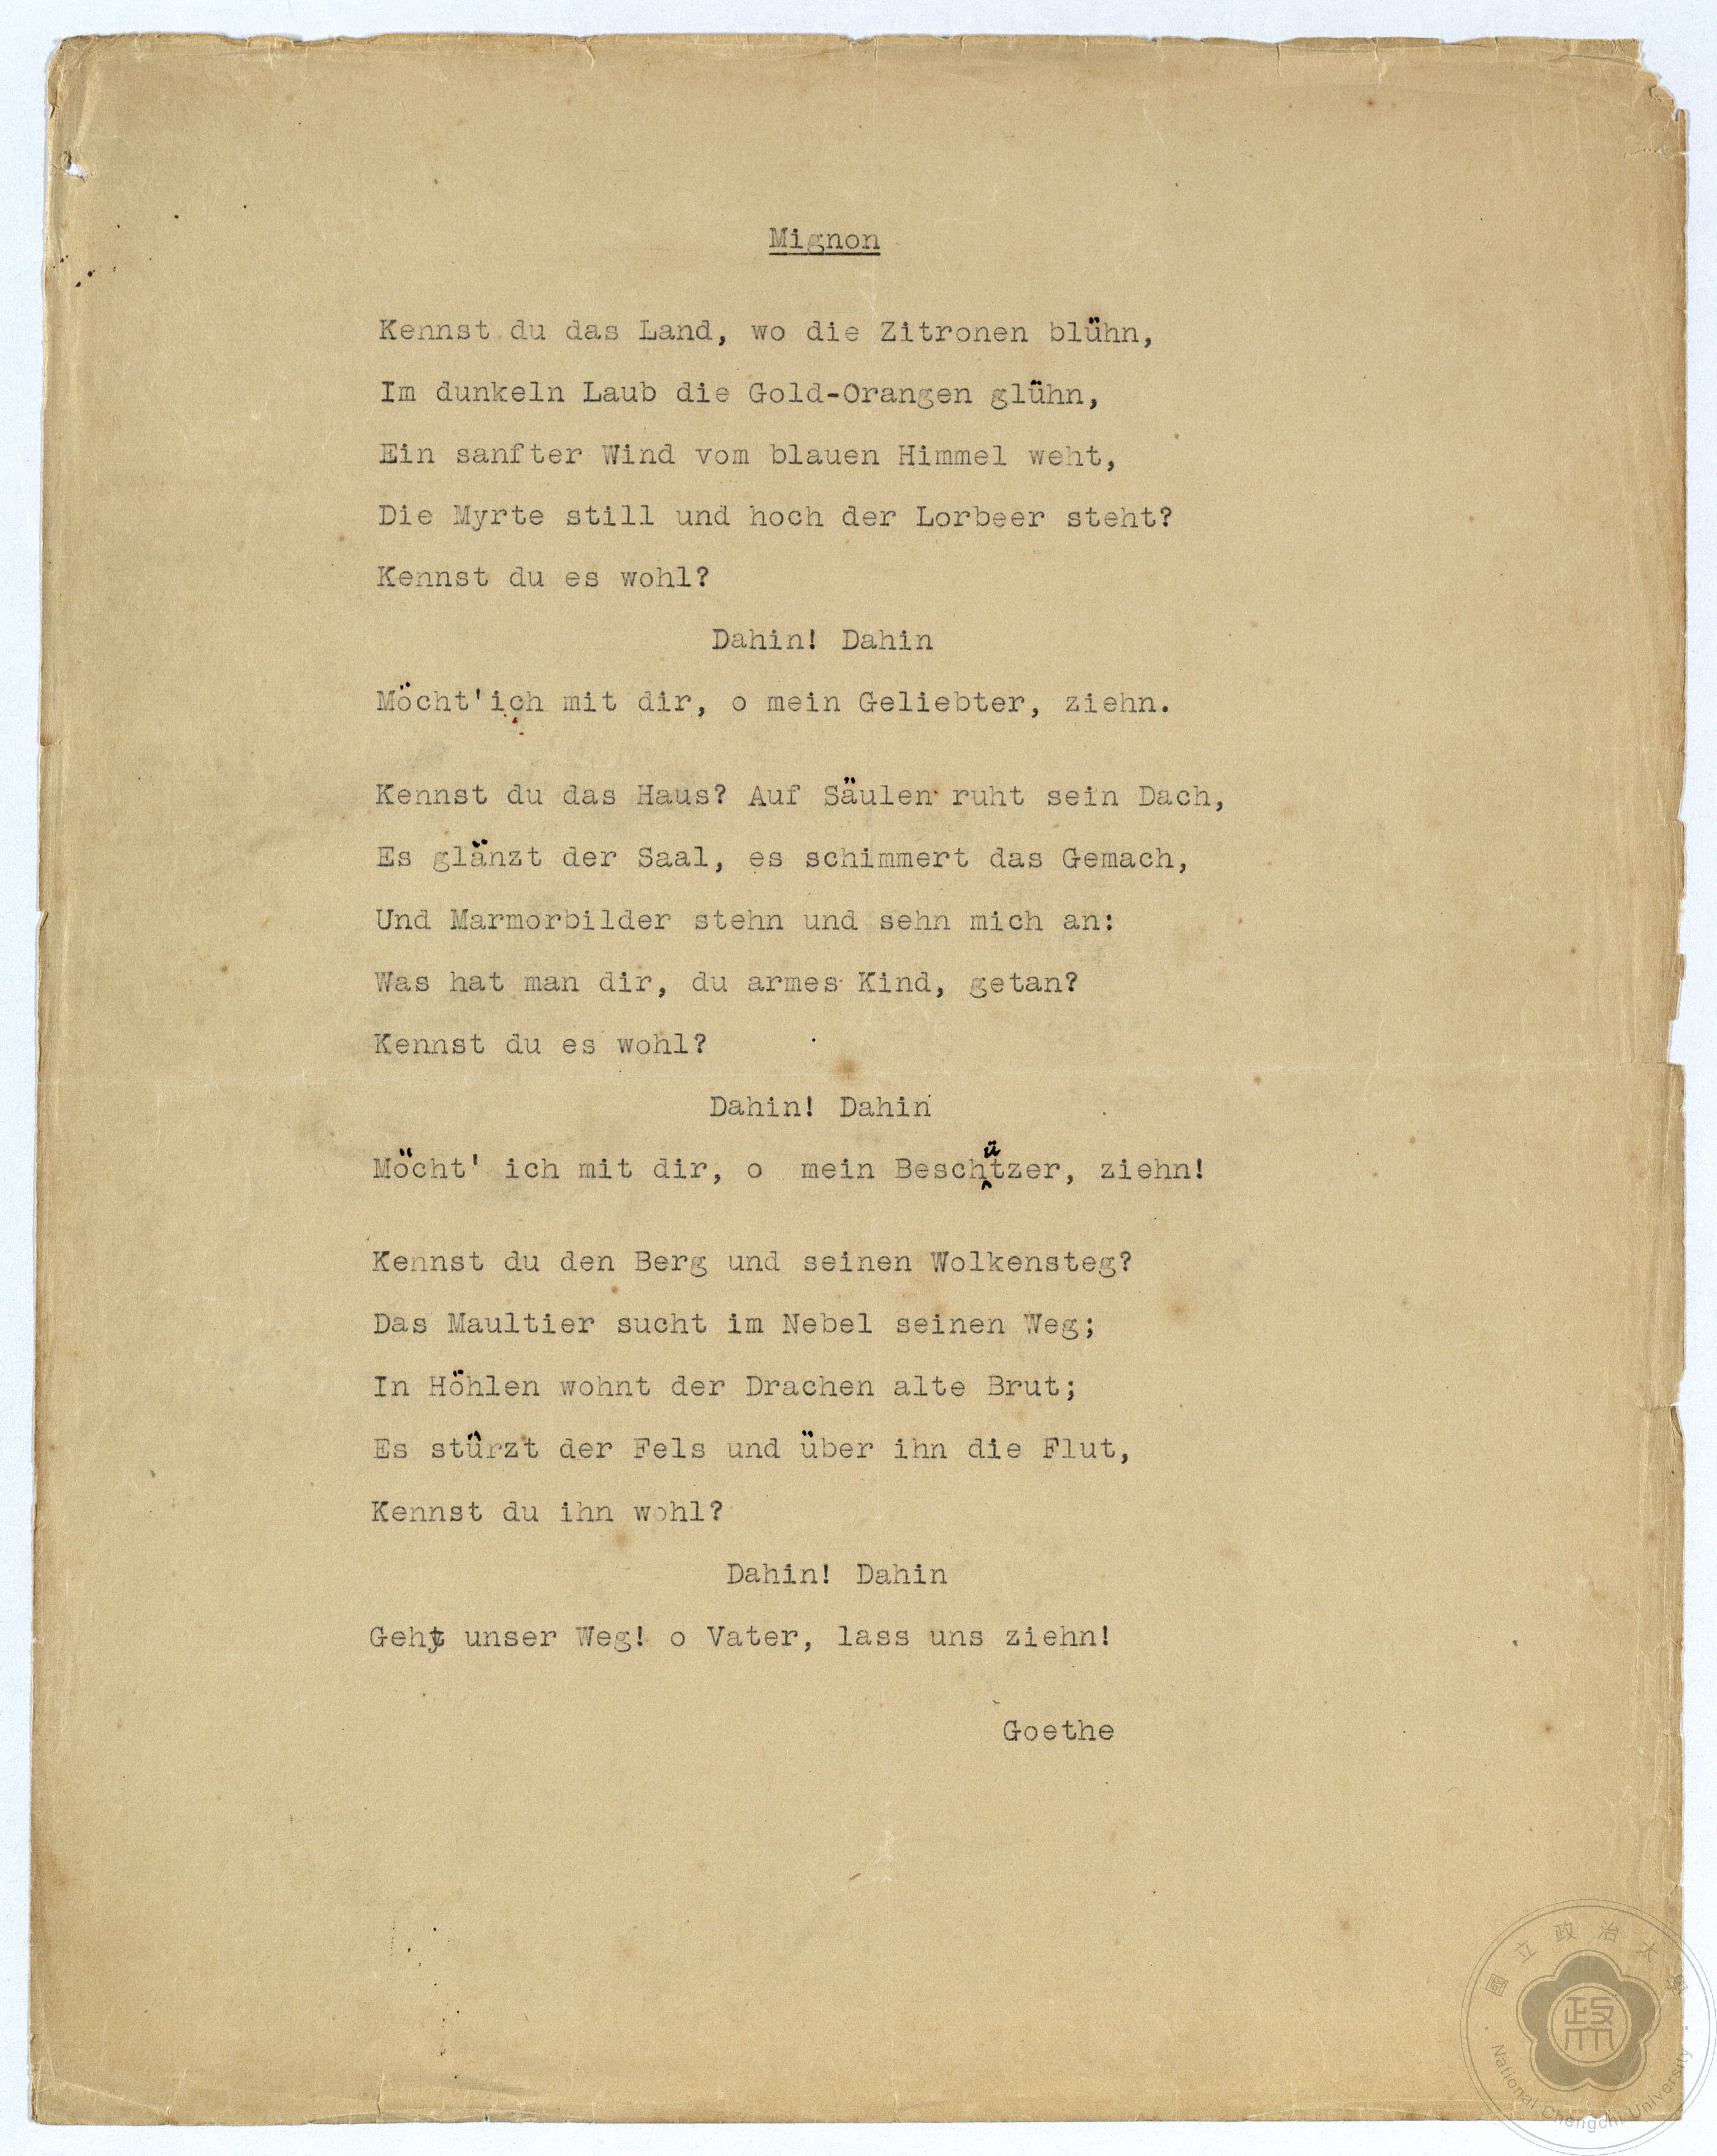 Mignon
Kennst du das Land, wo die Zitronen blühn,
Im dunkeln Laub die Gold-Orangen glühn,
Ein sanfter Wind vom blauen Himmel weht,
Die Myrte still und hoch der Lorbeer steht?
Kennst du es wohl?
Dahin! Dahin
Möcht'ich mit dir, o mein Geliebter, ziehn.
Kennst du das Haus? Auf Säulen ruht sein Dach,
Es glänzt der Saal, es schimmert das Gemach,
Und Marmorbilder stehn und sehn mich an:
Was hat man dir, du armes Kind, getan?
Kennst du es wohl?
Dahin! Dahin
Möcht' ich mit dir, o mein Beschützer, ziehn!
Kennst du den Berg und seinen Wolkensteg?
Das Maultier sucht im Nebel seinen Weg;
In Höhlen wohnt der Drachen alte Brut;
Es stürzt der Fels und über ihn die Flut,
Kennst du ihn wohl?
Dahin! Dahin
Geht unser Weg! o Vater, lass uns ziehn!
Goethe
國立政治大學
政大
National Chengchi University